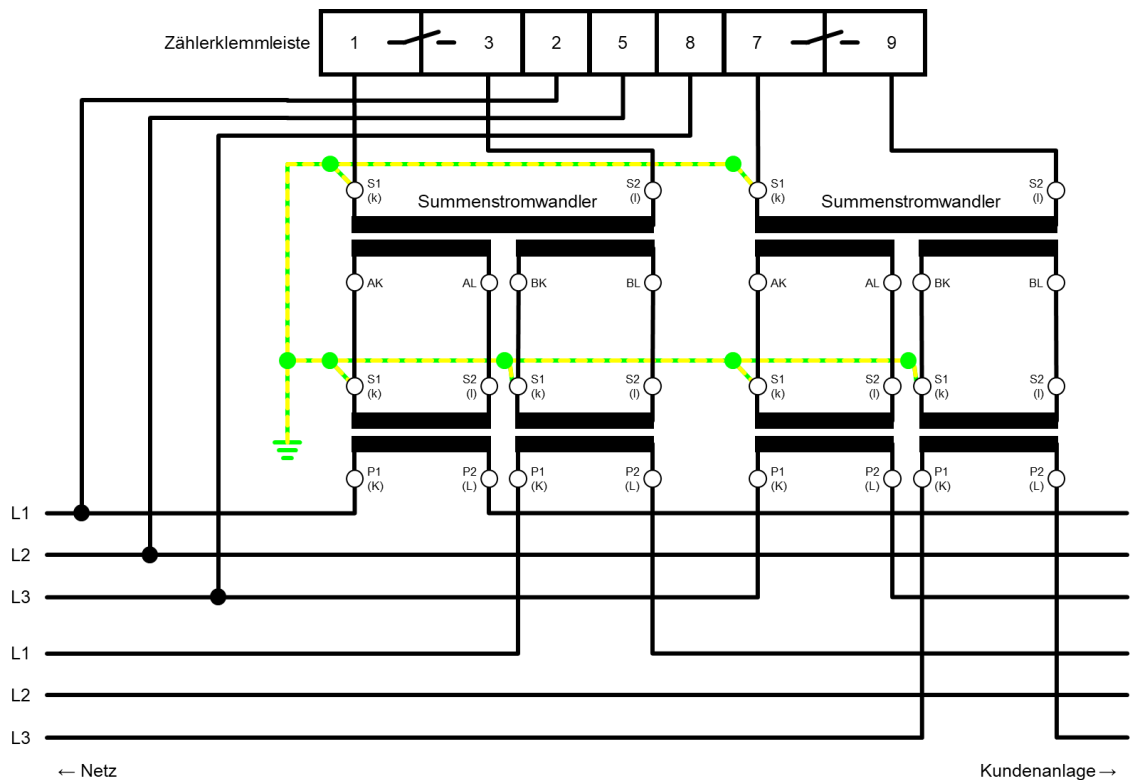 Zählerklemmleiste 1 3 2 5 8 7 9
S1 (k) S2 (l) S1 (k) S2 (l)
Summenstromwandler Summenstromwandler
AK AL BK BL AK AL BK BL
S1 (k) S2 (l) S1 (k) S2 (l) S1 (k) S2 (l) S1 (k) S2 (l)
P1 (K) P2 (L) P1 (K) P2 (L) P1 (K) P2 (L) P1 (K) P2 (L)
L1
L2
L3
L1
L2
L3
← Netz Kundenanlage →